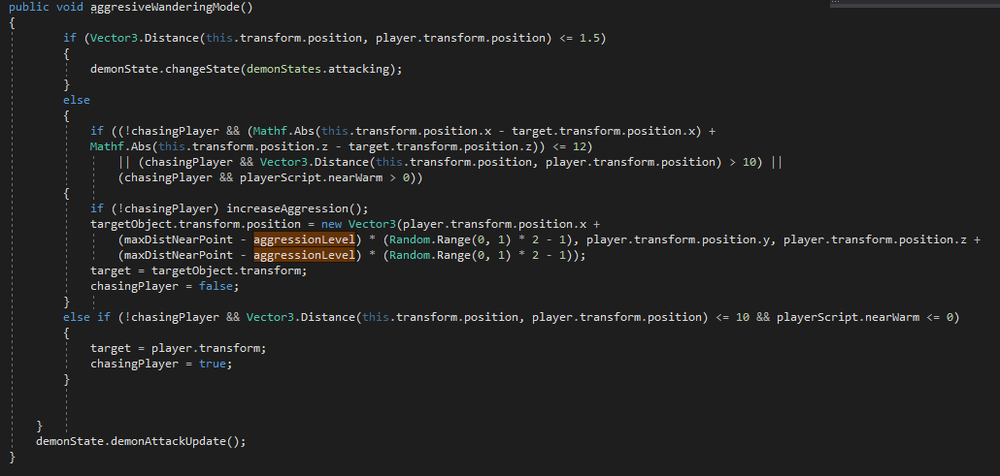 public void aggresiveWanderingMode()
{
if (Vector3.Distance(this.transform.position, player.transform.position) <= 1.5)
{
demonState.changeState(demonStates.attacking);
}
else
{
if ((!chasingPlayer && (Mathf.Abs(this.transform.position.x - target.transform.position.x) +
Mathf.Abs(this.transform.position.z - target.transform.position.z)) <= 12)
|| (chasingPlayer && Vector3.Distance(this.transform.position, player.transform.position) > 10) ||
(chasingPlayer && playerScript.nearWarm > 0))
{
if (!chasingPlayer) increaseAggression();
targetObject.transform.position = new Vector3(player.transform.position.x +
(maxDistNearPoint - aggressionLevel) * (Random.Range(0, 1) * 2 - 1), player.transform.position.y, player.transform.position.z +
(maxDistNearPoint - aggressionLevel) * (Random.Range(0, 1) * 2 - 1));
target = targetObject.transform;
chasingPlayer = false;
}
else if (!chasingPlayer && Vector3.Distance(this.transform.position, player.transform.position) <= 10 && playerScript.nearWarm <= 0)
{
target = player.transform;
chasingPlayer = true;
}
}
demonState.demonAttackUpdate();
}